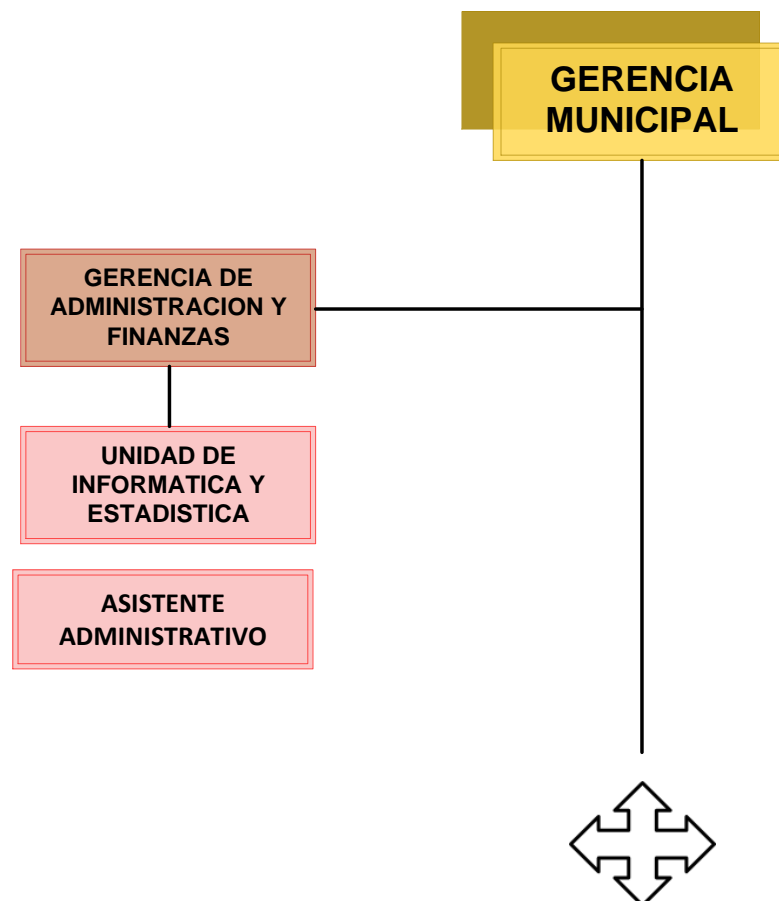 GERENCIA
MUNICIPAL
GERENCIA DE
ADMINISTRACION Y
FINANZAS
UNIDAD DE
INFORMATICA Y
ESTADISTICA
ASISTENTE
ADMINISTRATIVO